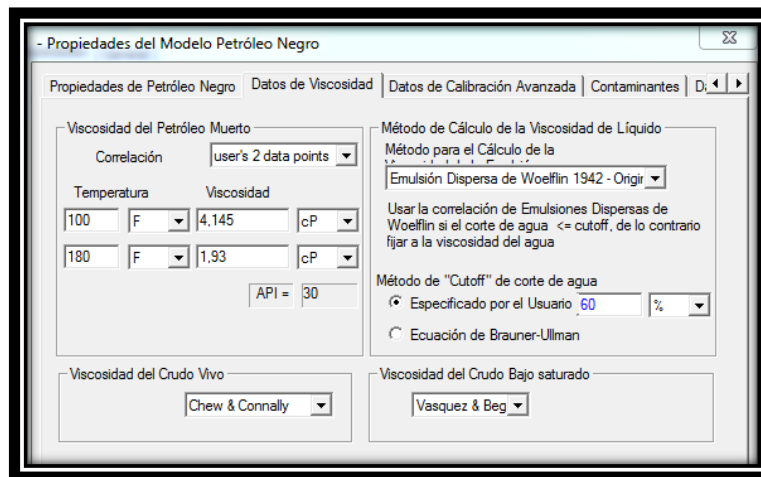 - Propiedades del Modelo Petróleo Negro
Propiedades de Petróleo Negro Datos de Viscosidad Datos de Calibración Avanzada Contaminantes
Viscosidad del Petróleo Muerto
Correlación user's 2 data points
Temperatura Viscosidad
100 F 4,145 cP
180 F 1,93 cP
API = 30
Método de Cálculo de la Viscosidad de Líquido
Método para el Cálculo de la
Emulsión Dispersa de Woelflin 1942 - Origir
Usar la correlación de Emulsiones Dispersas de
Woelflin si el corte de agua <= cutoff, de lo contrario
fijar a la viscosidad del agua
Método de "Cutoff" de corte de agua
Especificado por el Usuario 60 %
Ecuación de Brauner-Ullman
Viscosidad del Crudo Vivo
Chew & Connally
Viscosidad del Crudo Bajo saturado
Vasquez & Beg